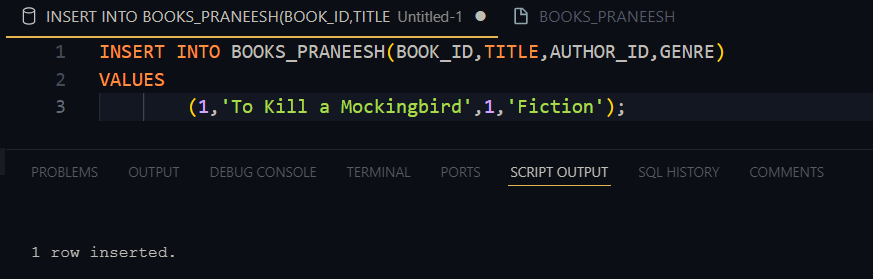 INSERT INTO BOOKS_PRANEESH(BOOK_ID,TITLE Untitled-1 BOOKS_PRANEESH
1 INSERT INTO BOOKS_PRANEESH(BOOK_ID,TITLE,AUTHOR_ID,GENRE)
2 VALUES
3 (1,'To Kill a Mockingbird',1,'Fiction');
PROBLEMS OUTPUT DEBUG CONSOLE TERMINAL PORTS SCRIPT OUTPUT SQL HISTORY COMMENTS
1 row inserted.